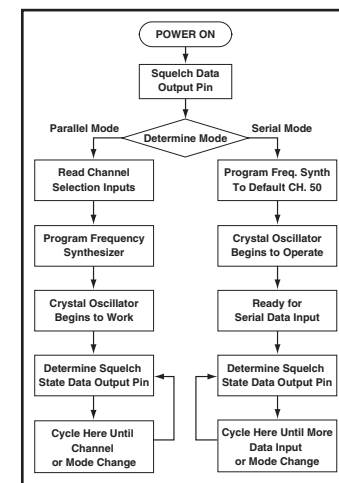 POWER ON
Squelch Data
Output Pin
Parallel Mode
Determine Mode
Serial Mode
Read Channel
Selection Inputs
Program Frequency
Synthesizer
Crystal Oscillator
Begins to Work
Determine Squelch
State Data Output Pin
Cycle Here Until
Channel
or Mode Change
Program Freq. Synth
To Default CH. 50
Crystal Oscillator
Begins to Operate
Ready for
Serial Data Input
Determine Squelch
State Data Output Pin
Cycle Here Until More
Data Input
or Mode Change